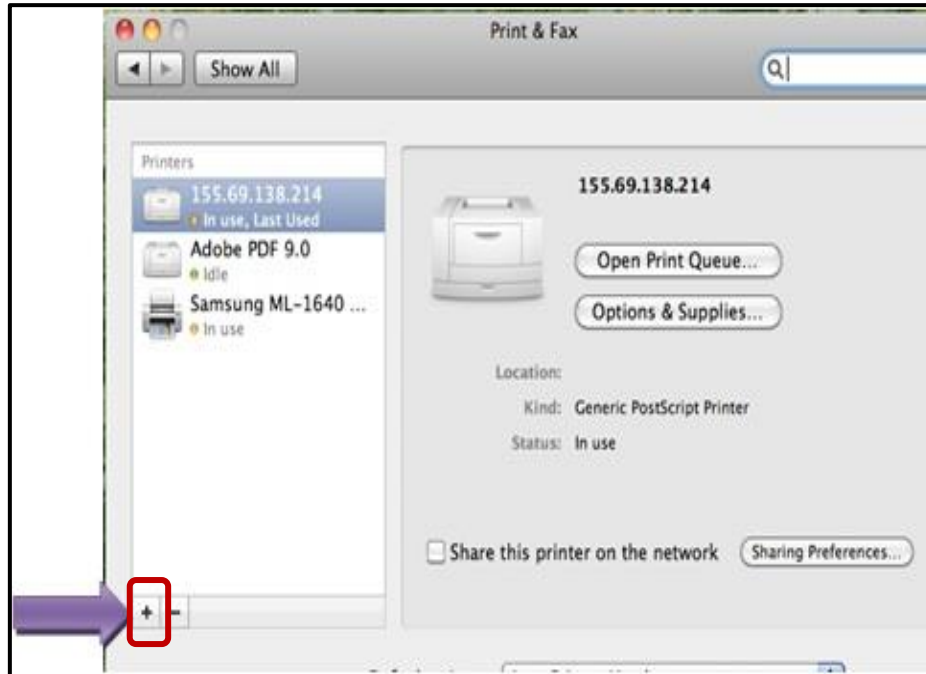 Print & Fax
Show All
Printers
155.69.138.214
In use, Last Used
Adobe PDF 9.0
Idle
Samsung ML-1640 ...
In use
155.69.138.214
Open Print Queue...
Options & Supplies...
Location:
Kind: Generic PostScript Printer
Status: In use
Share this printer on the network Sharing Preferences...
+ −